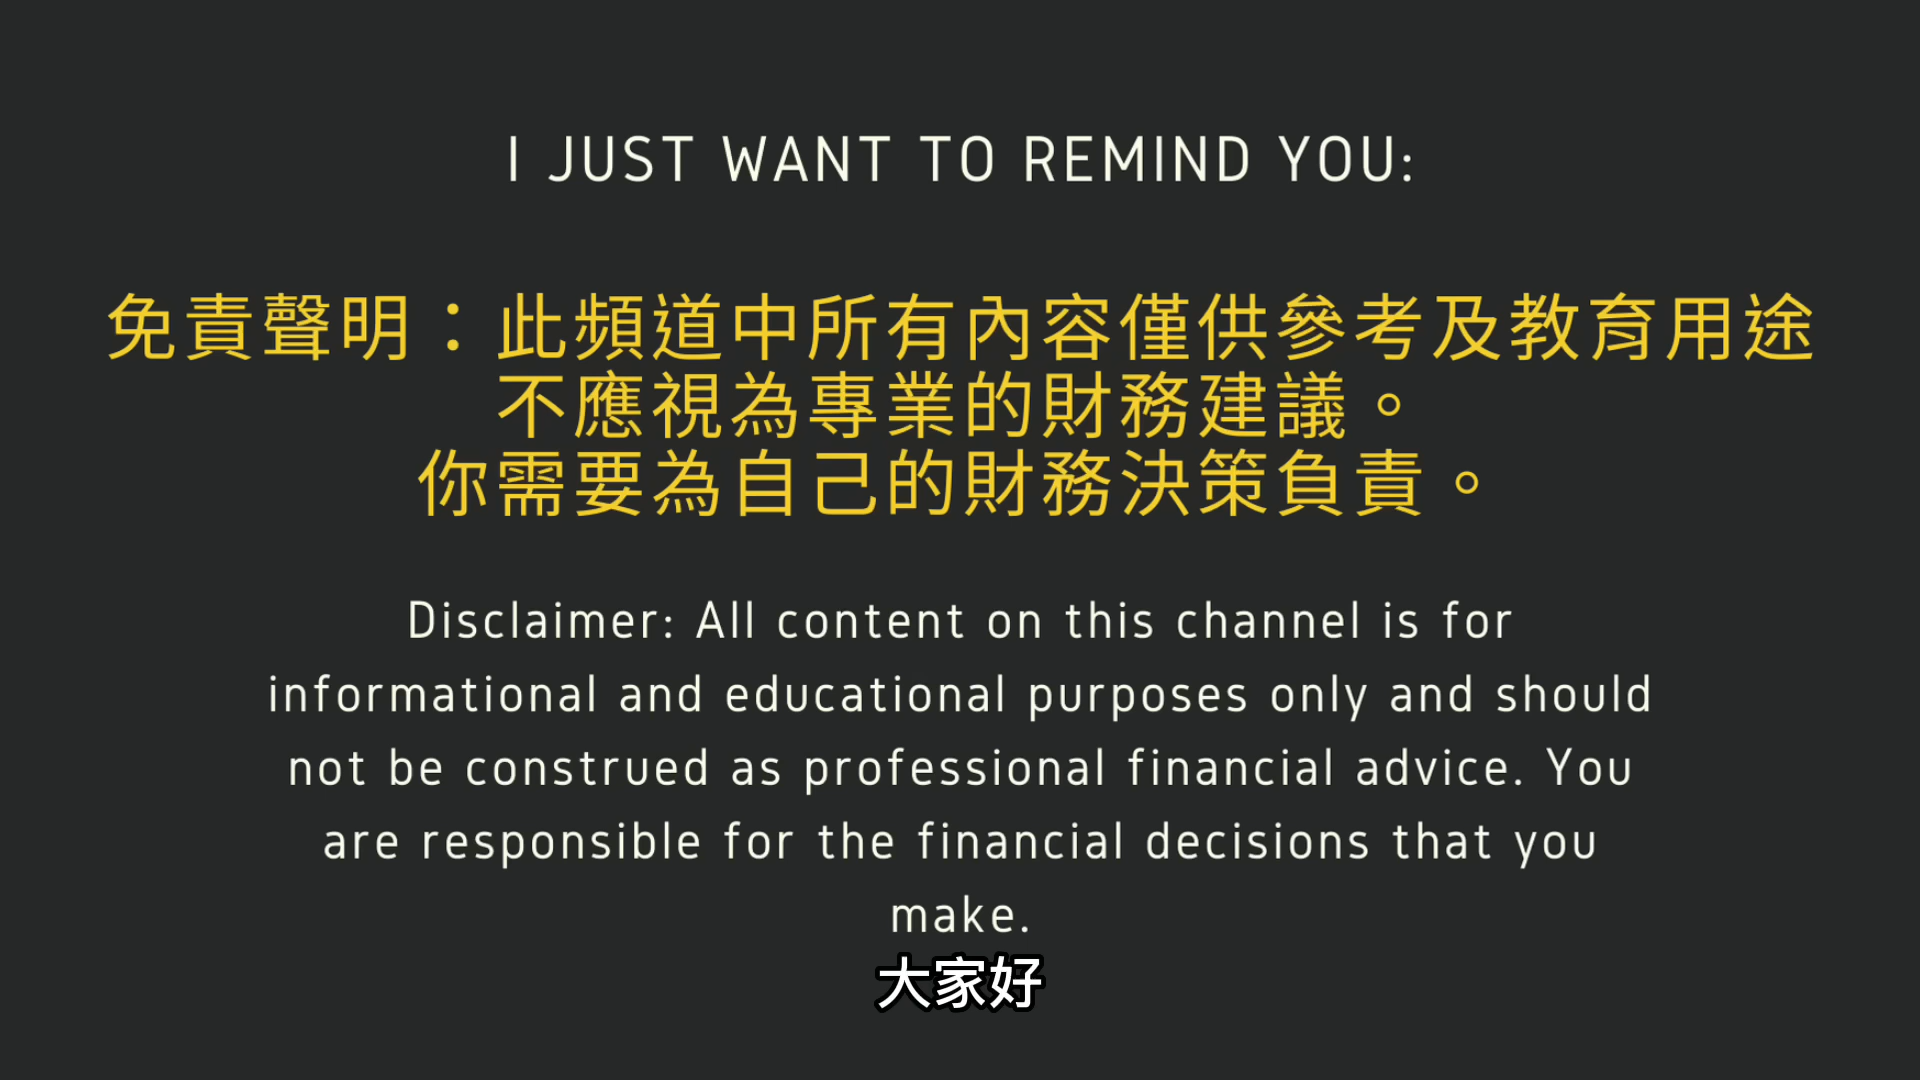 I JUST WANT TO REMIND YOU:
免責聲明：此頻道中所有內容僅供參考及教育用途
不應視為專業的財務建議。
你需要為自己的財務決策負責。
Disclaimer: All content on this channel is for
informational and educational purposes only and should
not be construed as professional financial advice. You
are responsible for the financial decisions that you
make.
大家好